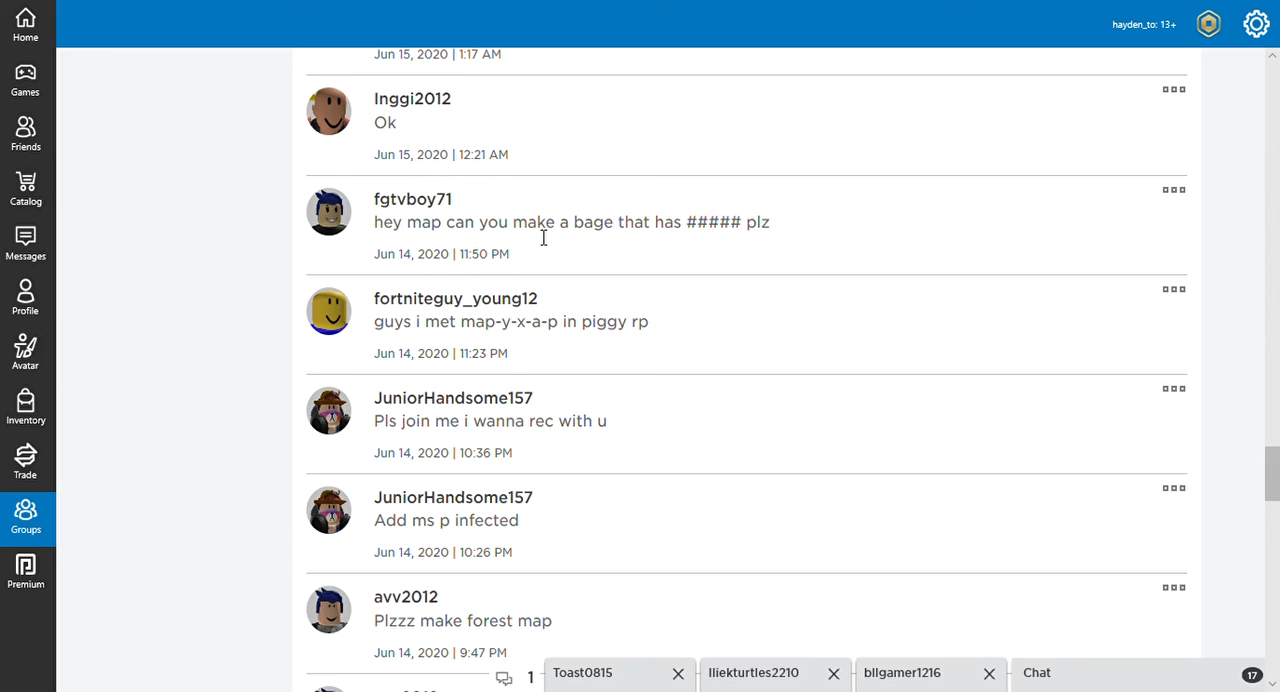 Home
hayden_to: 13+
Games
Friends
Catalog
Messages
Profile
Avatar
Inventory
Trade
Groups
Premium
Jun 15, 2020 | 1:17 AM
Inggi2012
Ok
Jun 15, 2020 | 12:21 AM
fgtvboy71
hey map can you make a bage that has ##### plz
Jun 14, 2020 | 11:50 PM
fortniteguy_young12
guys i met map-y-x-a-p in piggy rp
Jun 14, 2020 | 11:23 PM
JuniorHandsome157
Pls join me i wanna rec with u
Jun 14, 2020 | 10:36 PM
JuniorHandsome157
Add ms p infected
Jun 14, 2020 | 10:26 PM
avv2012
Plzzz make forest map
Jun 14, 2020 | 9:47 PM
1
Toast0815
lliekturtles2210
bllgamer1216
Chat
17